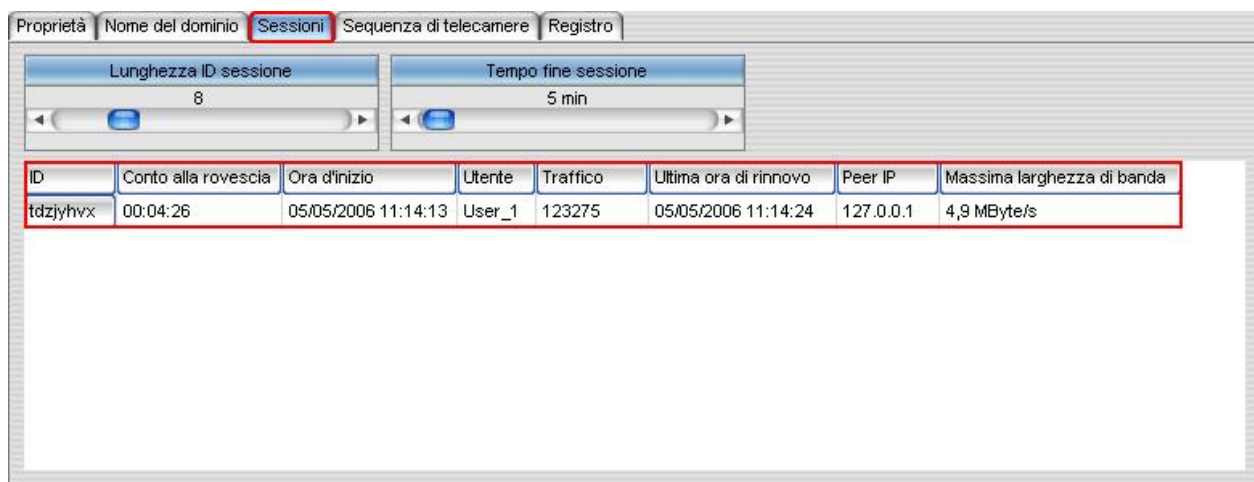 Proprietà Nome del dominio Sessioni Sequenza di telecamere Registro
Lunghezza ID sessione Tempo fine sessione
8 5 min
ID Conto alla rovescia Ora d'inizio Utente Traffico Ultima ora di rinnovo Peer IP Massima larghezza di banda
tdzjyhvx 00:04:26 05/05/2006 11:14:13 User_1 123275 05/05/2006 11:14:24 127.0.0.1 4,9 MByte/s